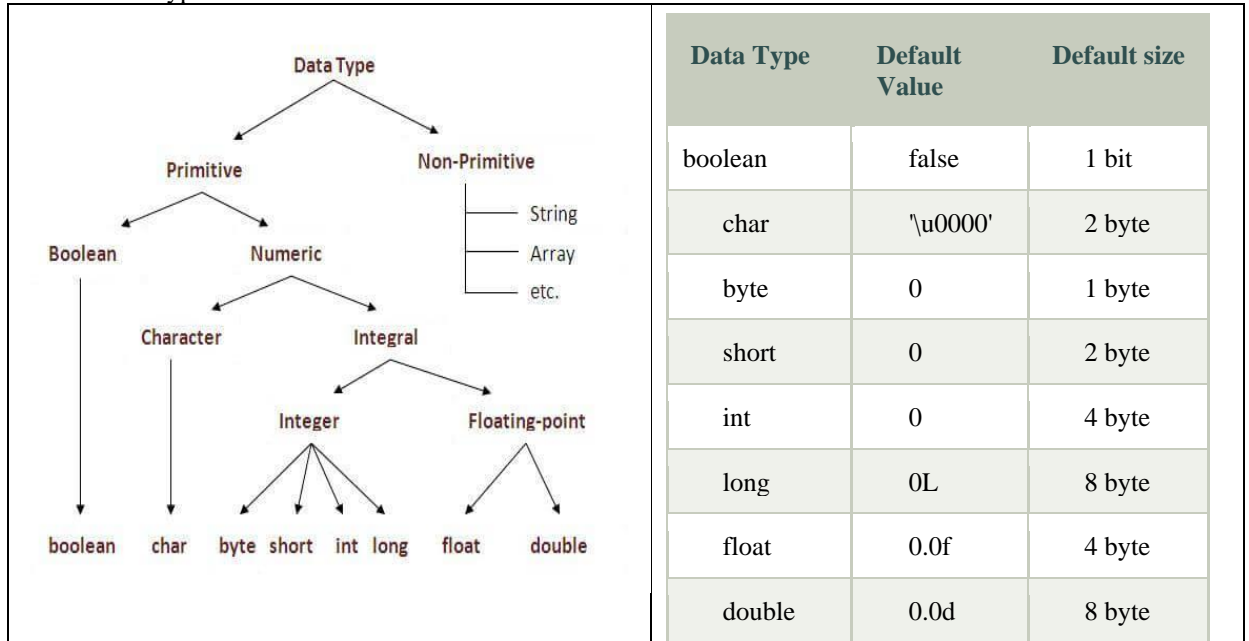 Data Type
Primitive
Non-Primitive
String
Array
etc.
Boolean
Numeric
Character
Integral
Integer
Floating-point
boolean char byte short int long float double
Data Type Default Value Default size
boolean false 1 bit
char '\u0000' 2 byte
byte 0 1 byte
short 0 2 byte
int 0 4 byte
long 0L 8 byte
float 0.0f 4 byte
double 0.0d 8 byte